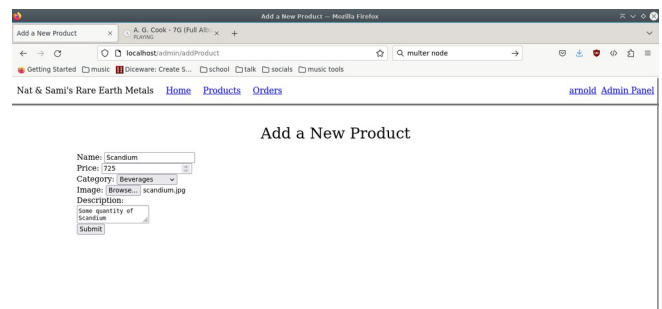 Add a New Product — Mozilla Firefox
Add a New Product
A. G. Cook - 7G (Full Albu
PLAYING
localhost/admin/addProduct
multer node
Getting Started music Diceware: Create S... school talk socials music tools
Nat & Sami's Rare Earth Metals Home Products Orders arnold Admin Panel
Add a New Product
Name: Scandium
Price: 725
Category: Beverages
Image: Browse... scandium.jpg
Description:
Some quantity of
Scandium
Submit